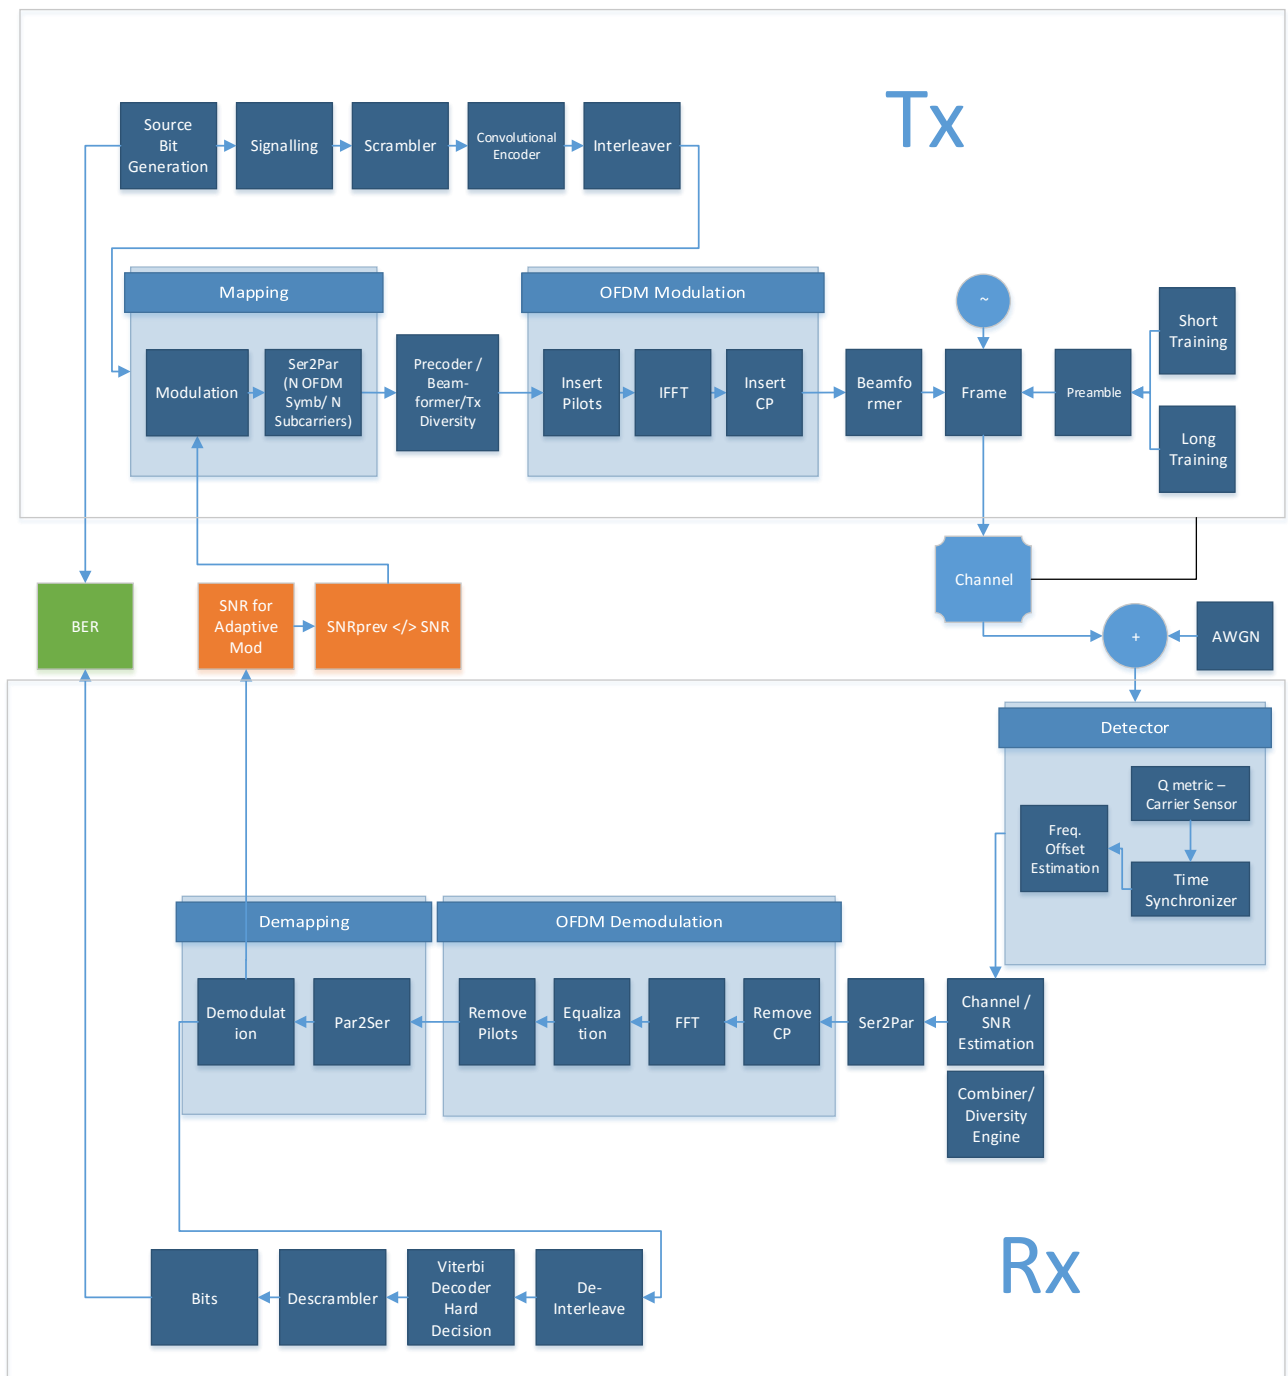 Tx
Source
Bit
Generation
Signalling
Scrambler
Convolutional
Encoder
Interleaver
Mapping
Modulation
Ser2Par
(N OFDM
Symb/ N
Subcarriers)
Precoder /
Beam-
former/Tx
Diversity
OFDM Modulation
Insert
Pilots
IFFT
Insert
CP
Beamfo
rmer
~
Frame
Preamble
Short
Training
Long
Training
BER
SNR for
Adaptive
Mod
SNRprev </> SNR
Channel
+
AWGN
Detector
Q metric –
Carrier Sensor
Freq.
Offset
Estimation
Time
Synchronizer
Demapping
Demodulat
ion
Par2Ser
OFDM Demodulation
Remove
Pilots
Equaliza
tion
FFT
Remove
CP
Ser2Par
Channel /
SNR
Estimation
Combiner/
Diversity
Engine
Rx
Bits
Descrambler
Viterbi
Decoder
Hard
Decision
De-
Interleave